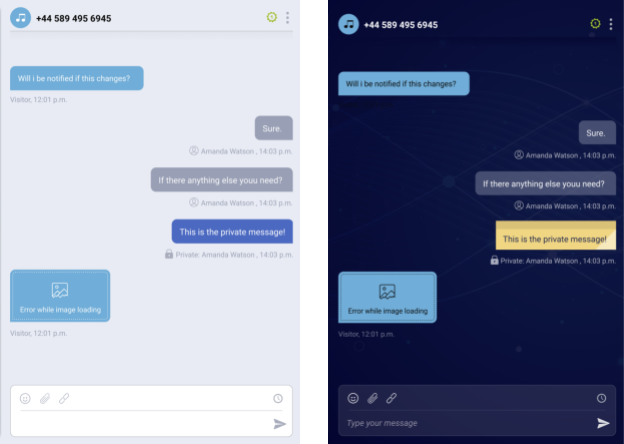 +44 589 495 6945
Will i be notified if this changes?
Visitor, 12:01 p.m.
Sure.
Amanda Watson , 14:03 p.m.
If there anything else youu need?
Amanda Watson , 14:03 p.m.
This is the private message!
Private: Amanda Watson , 14:03 p.m.
Error while image loading
Visitor, 12:01 p.m.
+44 589 495 6945
Will i be notified if this changes?
Sure.
Amanda Watson , 14:03 p.m.
If there anything else youu need?
Amanda Watson , 14:03 p.m.
This is the private message!
Private: Amanda Watson , 14:03 p.m.
Error while image loading
Visitor, 12:01 p.m.
Type your message